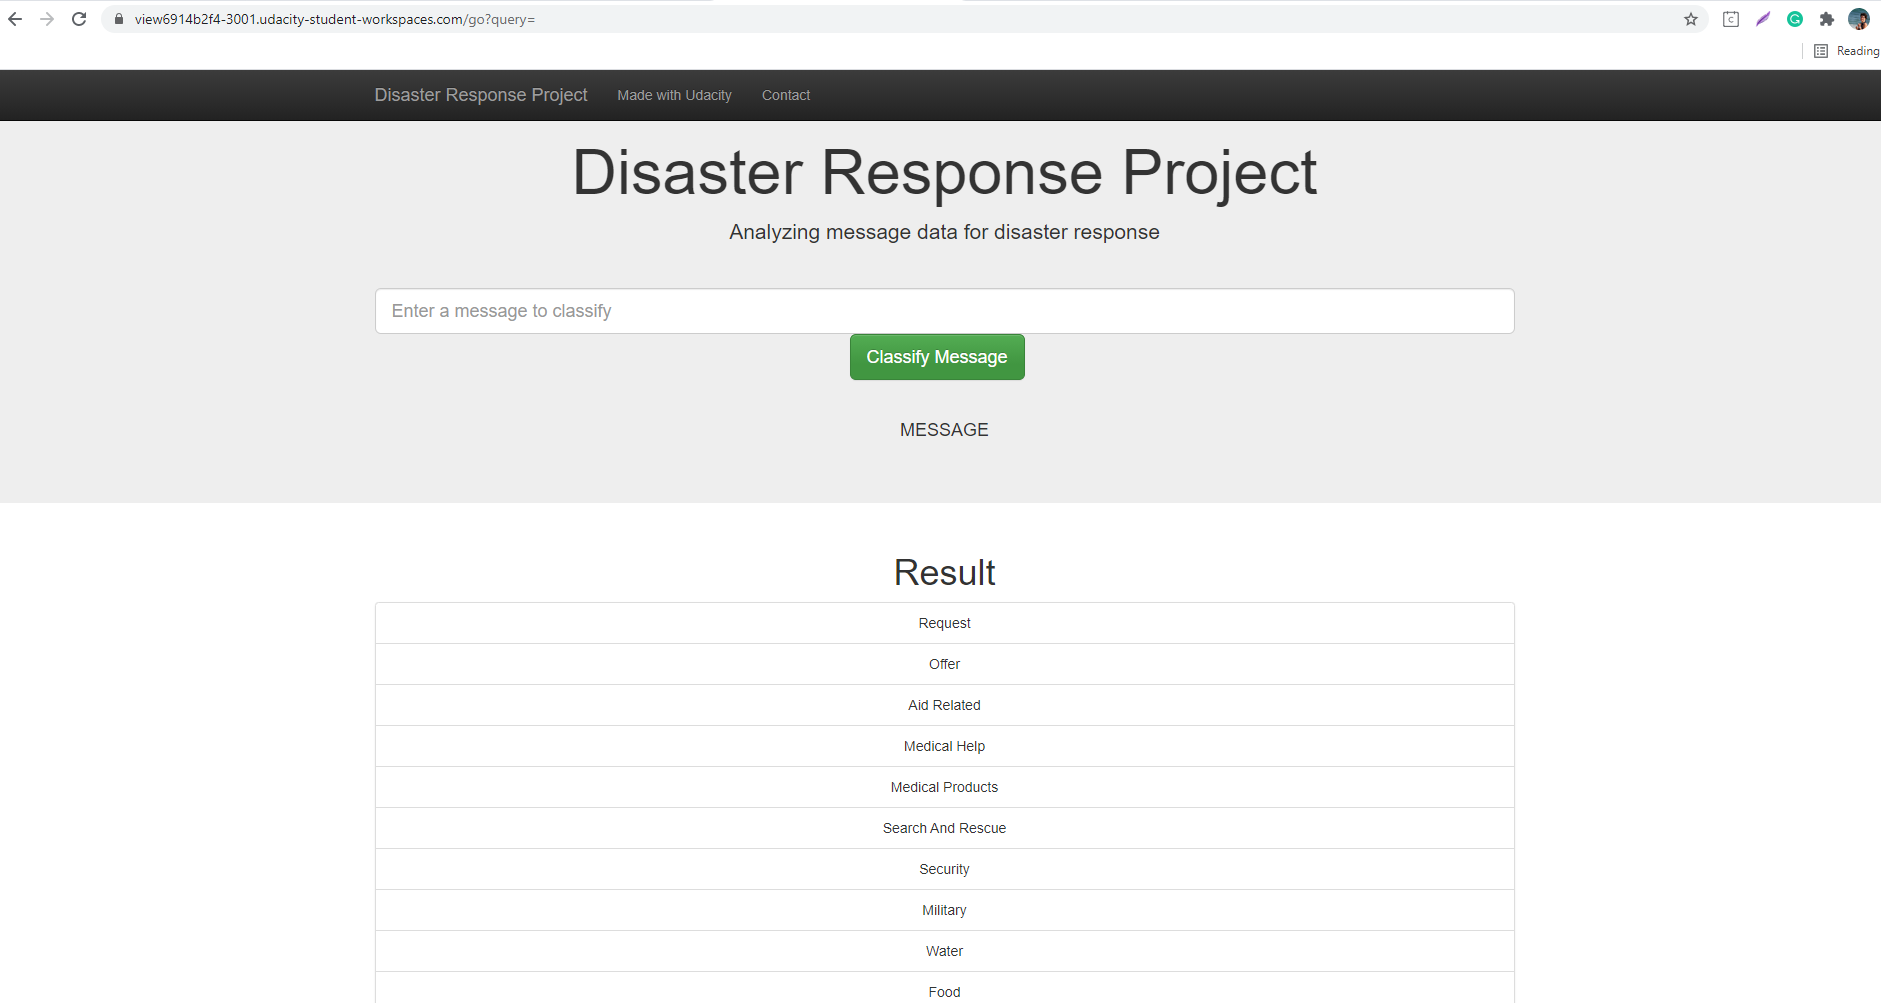 view6914b2f4-3001.udacity-student-workspaces.com/go?query=
Reading
Disaster Response Project Made with Udacity Contact
Disaster Response Project
Analyzing message data for disaster response
Enter a message to classify
Classify Message
MESSAGE
Result
Request
Offer
Aid Related
Medical Help
Medical Products
Search And Rescue
Security
Military
Water
Food